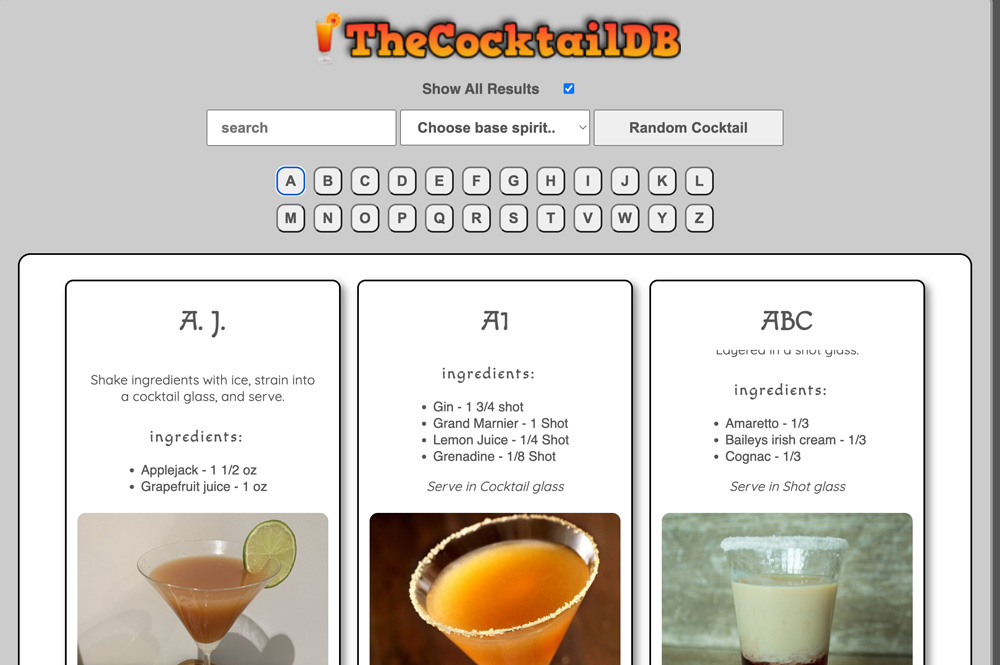 TheCocktailDB
Show All Results
search
Choose base spirit..
Random Cocktail
A B C D E F G H I J K L
M N O P Q R S T V W Y Z
A. J.
Shake ingredients with ice, strain into
a cocktail glass, and serve.
ingredients:
• Applejack - 1 1/2 oz
• Grapefruit juice - 1 oz
A1
ingredients:
• Gin - 1 3/4 shot
• Grand Marnier - 1 Shot
• Lemon Juice - 1/4 Shot
• Grenadine - 1/8 Shot
Serve in Cocktail glass
ABC
Layered in a shot glass.
ingredients:
• Amaretto - 1/3
• Baileys irish cream - 1/3
• Cognac - 1/3
Serve in Shot glass